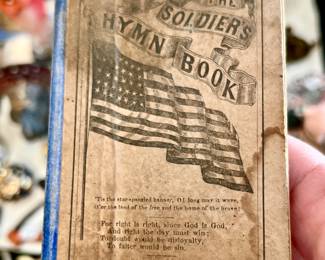 THE
SOLDIER'S
HYMN BOOK
'Tis the star-spangled banner, O! long may it wave,
O'er the land of the free and the home of the brave!
For right is right, since God is God,
And right the day must win;
To doubt would be disloyalty,
To falter would be sin.